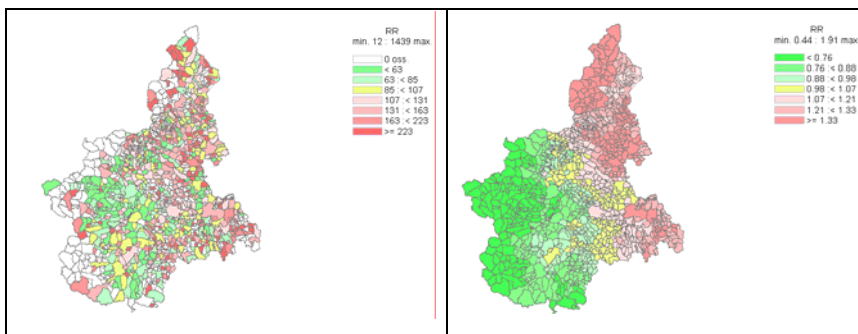 RR
min. 12 : 1439 max.
0 oss.
< 63
63 :< 85
85 :< 107
107 :< 131
131 :< 163
163 :< 223
>= 223
RR
min. 0.44 : 1.91 max.
< 0.76
0.76 :< 0.88
0.88 :< 0.98
0.98 :< 1.07
1.07 :< 1.21
1.21 :< 1.33
>= 1.33